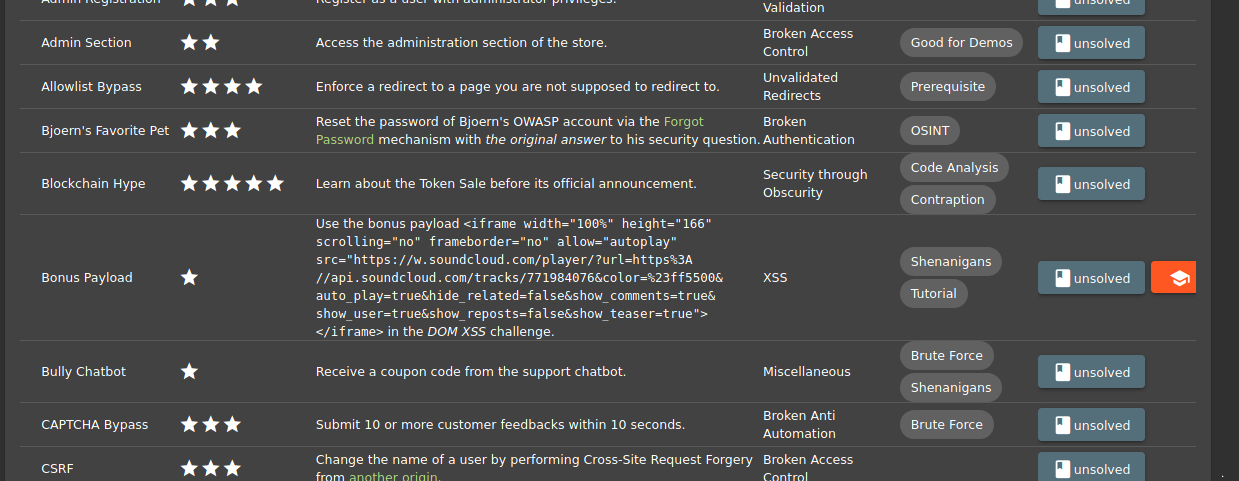 Admin Registration Register as a user with administrator privileges. Validation unsolved
Admin Section Access the administration section of the store. Broken Access Control Good for Demos unsolved
Allowlist Bypass Enforce a redirect to a page you are not supposed to redirect to. Unvalidated Redirects Prerequisite unsolved
Bjoern's Favorite Pet Reset the password of Bjoern's OWASP account via the Forgot
Password mechanism with the original answer to his security question. Broken Authentication OSINT unsolved
Blockchain Hype Learn about the Token Sale before its official announcement. Security through Obscurity Code Analysis Contraption unsolved
Bonus Payload
Use the bonus payload <iframe width="100%" height="166"
scrolling="no" frameborder="no" allow="autoplay"
src="https://w.soundcloud.com/player/?url=https%3A
//api.soundcloud.com/tracks/771984076&color=%23ff5500&
auto_play=true&hide_related=false&show_comments=true&
show_user=true&show_reposts=false&show_teaser=true">
</iframe> in the DOM XSS challenge.
XSS
Shenanigans
Tutorial
unsolved
Bully Chatbot Receive a coupon code from the support chatbot. Miscellaneous Brute Force Shenanigans unsolved
CAPTCHA Bypass Submit 10 or more customer feedbacks within 10 seconds. Broken Anti Automation Brute Force unsolved
CSRF Change the name of a user by performing Cross-Site Request Forgery
from another origin. Broken Access Control unsolved